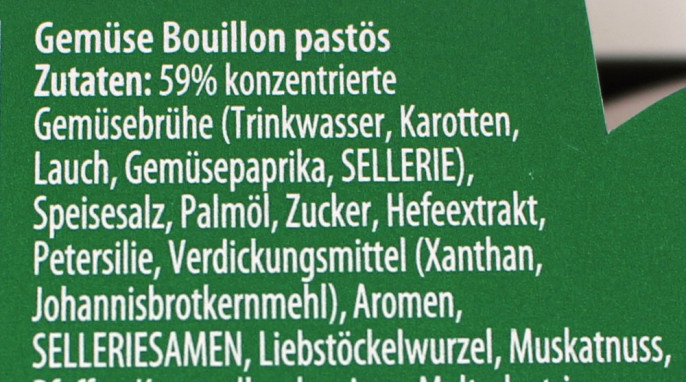 Gemüse Bouillon pastös
Zutaten: 59% konzentrierte
Gemüsebrühe (Trinkwasser, Karotten,
Lauch, Gemüsepaprika, SELLERIE),
Speisesalz, Palmöl, Zucker, Hefeextrakt,
Petersilie, Verdickungsmittel (Xanthan,
Johannisbrotkernmehl), Aromen,
SELLERIESAMEN, Liebstöckelwurzel, Muskatnuss,